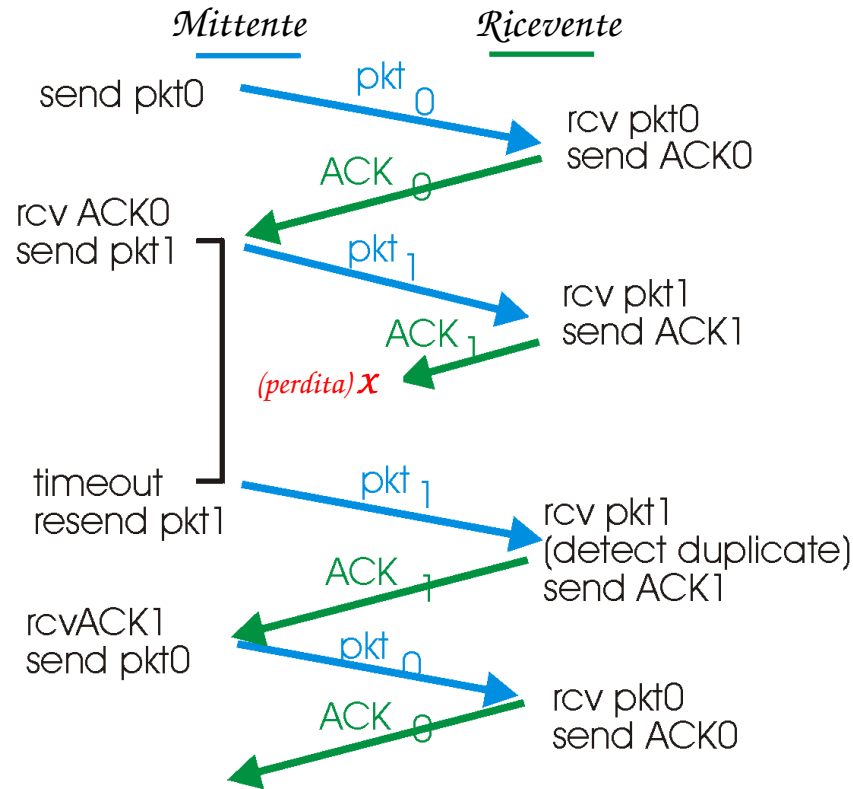 Mittente
Ricevente
send pkt0
pkt 0
rcv pkt0
send ACK0
ACK 0
rcv ACK0
send pkt1
pkt 1
rcv pkt1
send ACK1
ACK 1
(perdita) x
timeout
resend pkt1
pkt 1
rcv pkt1
(detect duplicate)
send ACK1
ACK 1
rcvACK1
send pkt0
pkt 0
rcv pkt0
send ACK0
ACK 0